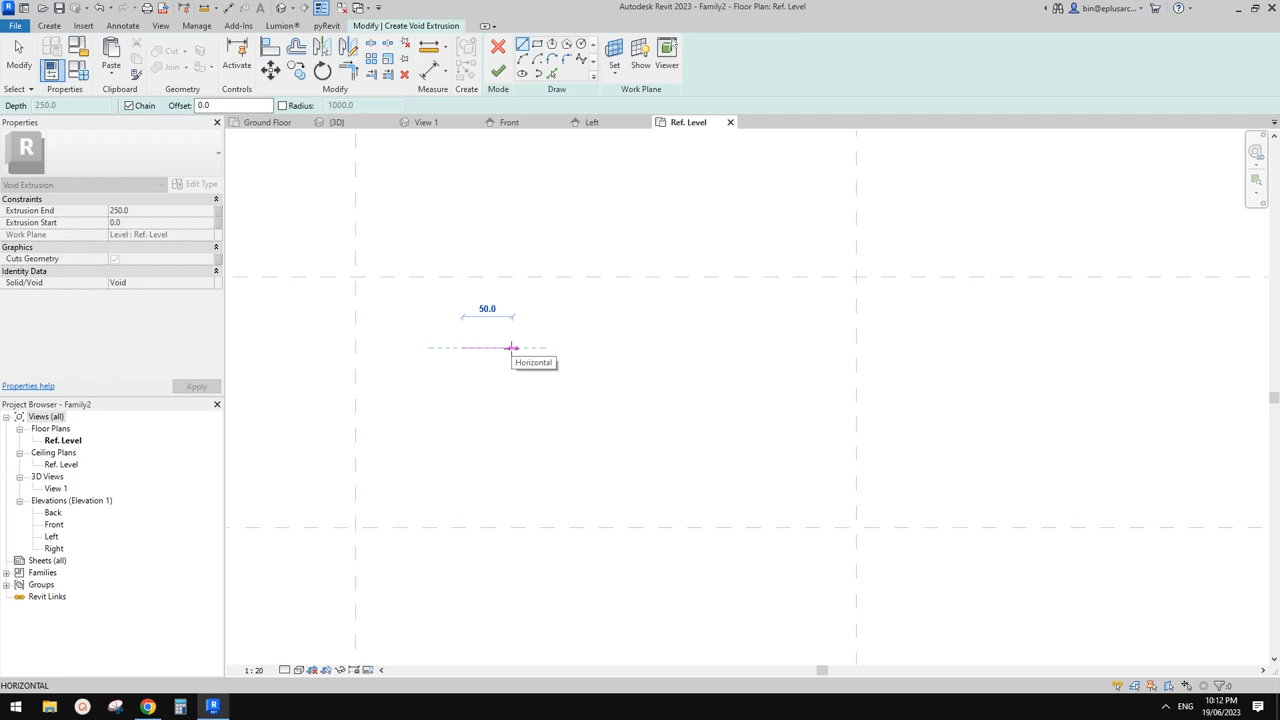 Autodesk Revit 2023 - Family2 - Floor Plan: Ref. Level
bin@eplusarc...
File Create Insert Annotate View Manage Add-Ins Lumion® pyRevit Modify | Create Void Extrusion
Modify Paste Cut Join Activate Set Show Viewer
Select Properties Clipboard Geometry Controls Modify Measure Create Mode Draw Work Plane
Depth 250.0 Chain Offset: 0.0 Radius: 1000.0
Properties
Ground Floor {3D} View 1 Front Left Ref. Level
R
Void Extrusion Edit Type
Constraints
Extrusion End 250.0
Extrusion Start 0.0
Work Plane Level : Ref. Level
Graphics
Cuts Geometry
Identity Data
Solid/Void Void
50.0
Horizontal
Properties help Apply
Project Browser - Family2
Views (all)
Floor Plans
Ref. Level
Ceiling Plans
Ref. Level
3D Views
View 1
Elevations (Elevation 1)
Back
Front
Left
Right
Sheets (all)
Families
Groups
Revit Links
1 : 20
HORIZONTAL
:0
ENG
10:12 PM
19/06/2023